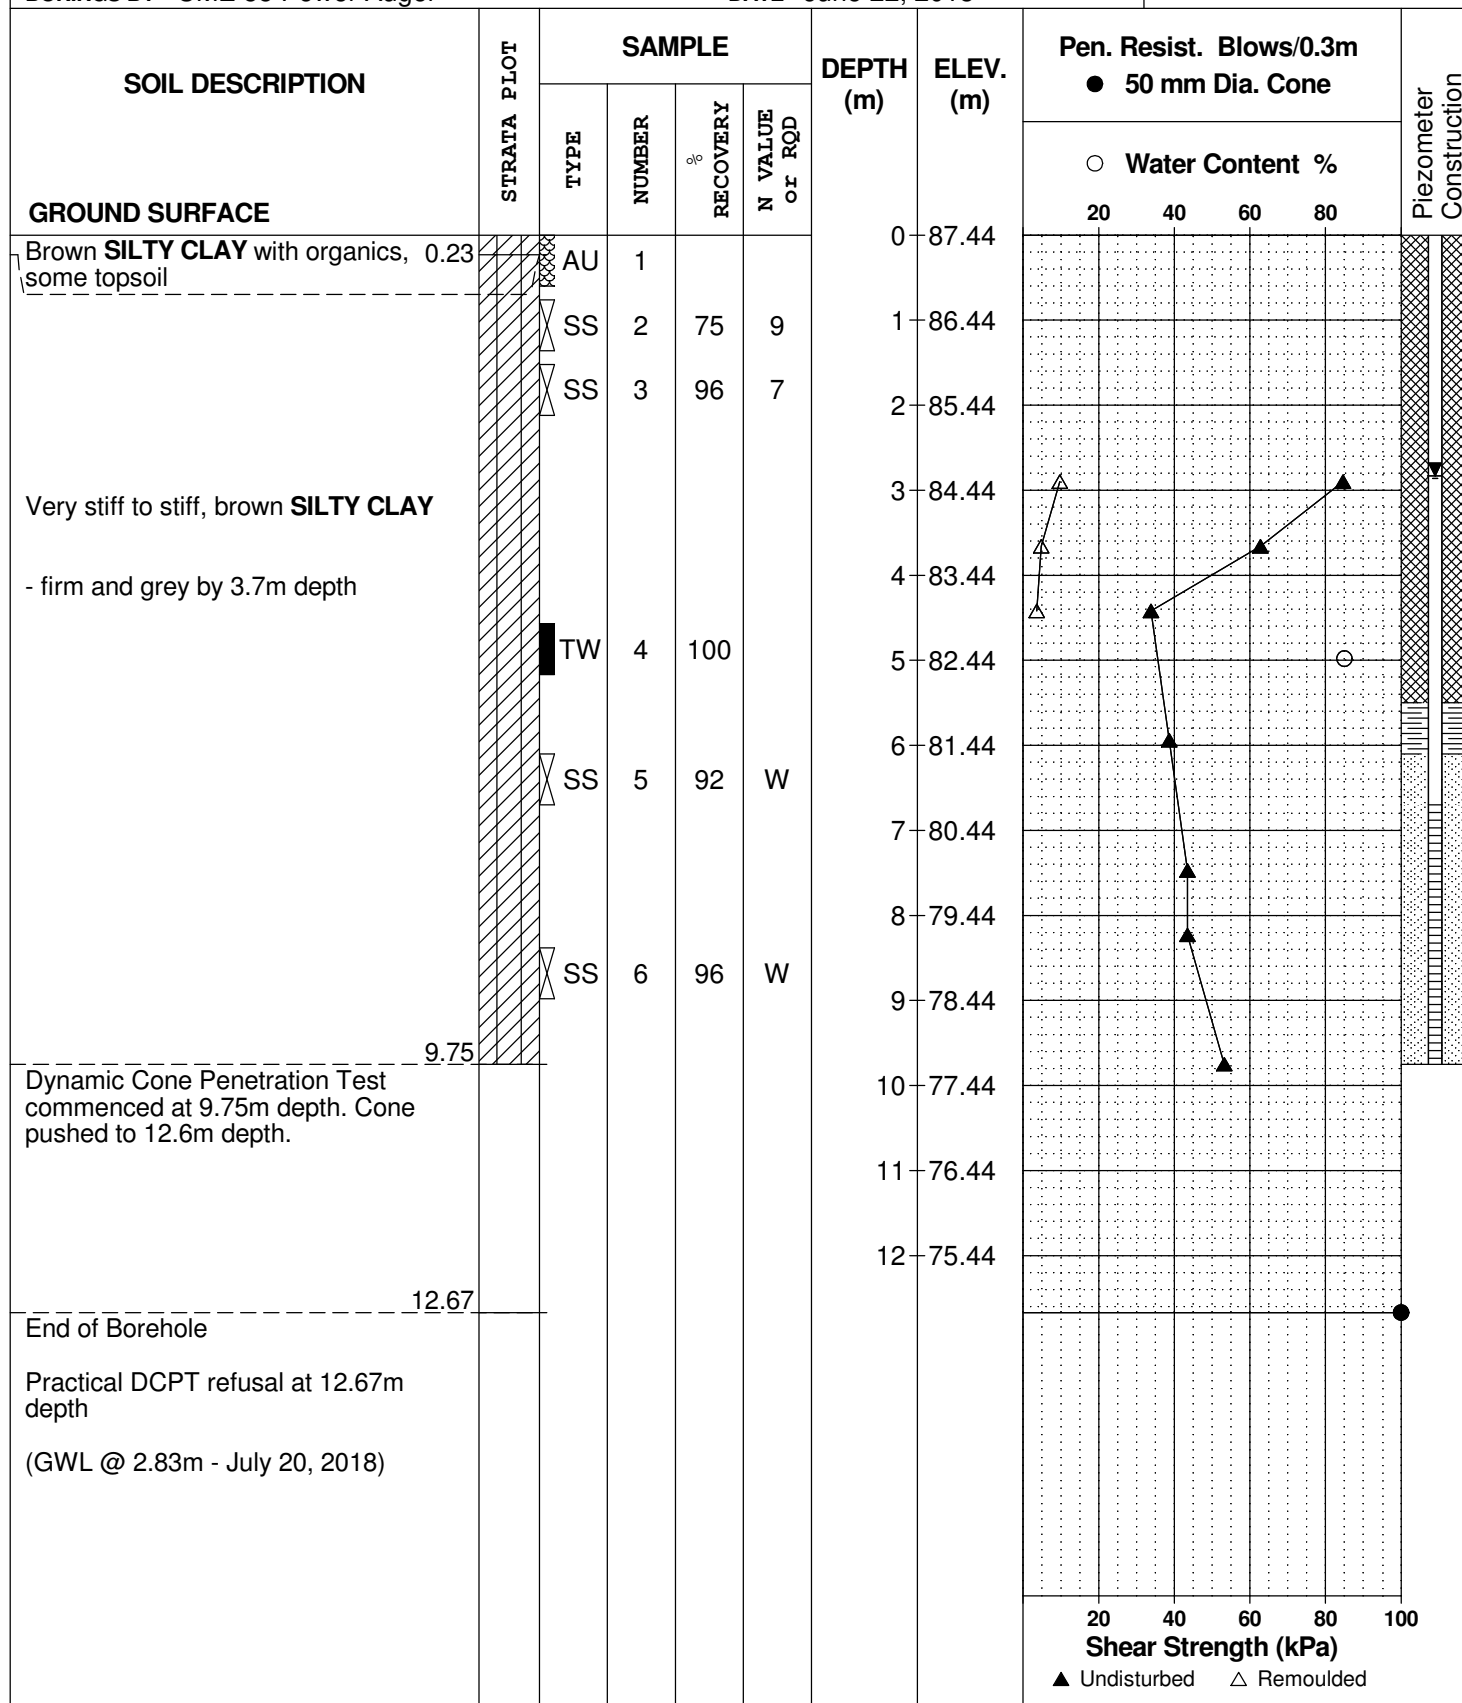 SOIL DESCRIPTION
GROUND SURFACE
STRATA PLOT
SAMPLE
TYPE
NUMBER
% RECOVERY
N VALUE or RQD
DEPTH (m)
ELEV. (m)
Pen. Resist. Blows/0.3m
● 50 mm Dia. Cone
○ Water Content %
20 40 60 80
Piezometer Construction
Brown SILTY CLAY with organics, 0.23
some topsoil
AU 1
SS 2 75 9
SS 3 96 7
Very stiff to stiff, brown SILTY CLAY
- firm and grey by 3.7m depth
TW 4 100
SS 5 92 W
SS 6 96 W
9.75
Dynamic Cone Penetration Test
commenced at 9.75m depth. Cone
pushed to 12.6m depth.
12.67
End of Borehole
Practical DCPT refusal at 12.67m
depth
(GWL @ 2.83m - July 20, 2018)
0 87.44
1 86.44
2 85.44
3 84.44
4 83.44
5 82.44
6 81.44
7 80.44
8 79.44
9 78.44
10 77.44
11 76.44
12 75.44
20 40 60 80 100
Shear Strength (kPa)
▲ Undisturbed △ Remoulded